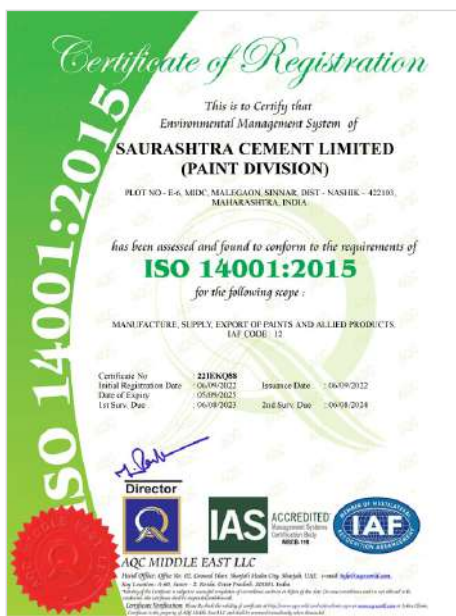 Certificate of Registration
ISO 14001:2015
This is to Certify that
Environmental Management System of
SAURASHTRA CEMENT LIMITED
(PAINT DIVISION)
PLOT NO - E-6, MIDC, MALEGAON, SINNAR, DIST - NASHIK - 422103,
MAHARASHTRA, INDIA
has been assessed and found to conform to the requirements of
ISO 14001:2015
for the following scope :
MANUFACTURE, SUPPLY, EXPORT OF PAINTS AND ALLIED PRODUCTS.
IAF CODE : 12
Certificate No : 22IEKQ88
Initial Registration Date : 06/09/2022 Issuance Date : 06/09/2022
Date of Expiry : 05/09/2025
1st Surv. Due : 06/08/2023 2nd Surv. Due : 06/08/2024
Director
IAS ACCREDITED
Management Systems
Certification Body
IAF
AQC MIDDLE EAST LLC